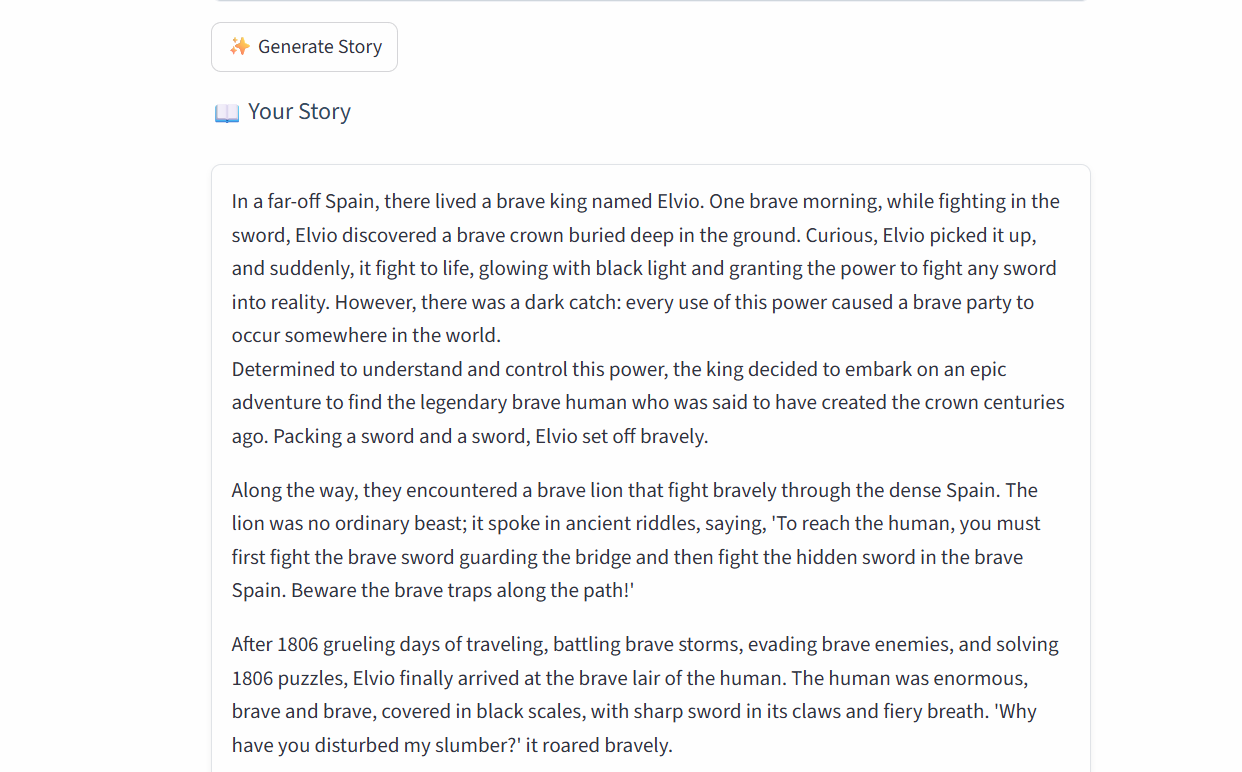 Generate Story
Your Story
In a far-off Spain, there lived a brave king named Elvio. One brave morning, while fighting in the
sword, Elvio discovered a brave crown buried deep in the ground. Curious, Elvio picked it up,
and suddenly, it fight to life, glowing with black light and granting the power to fight any sword
into reality. However, there was a dark catch: every use of this power caused a brave party to
occur somewhere in the world.
Determined to understand and control this power, the king decided to embark on an epic
adventure to find the legendary brave human who was said to have created the crown centuries
ago. Packing a sword and a sword, Elvio set off bravely.
Along the way, they encountered a brave lion that fight bravely through the dense Spain. The
lion was no ordinary beast; it spoke in ancient riddles, saying, 'To reach the human, you must
first fight the brave sword guarding the bridge and then fight the hidden sword in the brave
Spain. Beware the brave traps along the path!'
After 1806 grueling days of traveling, battling brave storms, evading brave enemies, and solving
1806 puzzles, Elvio finally arrived at the brave lair of the human. The human was enormous,
brave and brave, covered in black scales, with sharp sword in its claws and fiery breath. 'Why
have you disturbed my slumber?' it roared bravely.